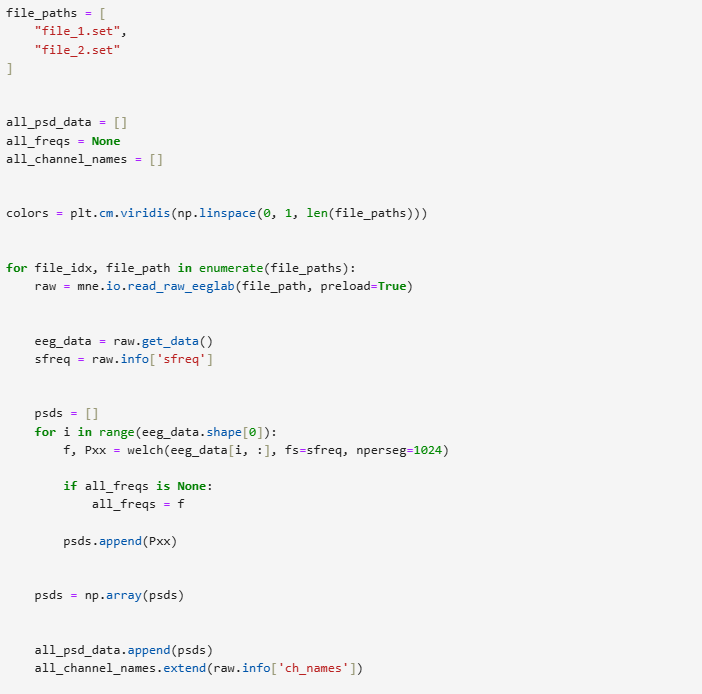 file_paths = [
    "file_1.set",
    "file_2.set"
]
all_psd_data = []
all_freqs = None
all_channel_names = []
colors = plt.cm.viridis(np.linspace(0, 1, len(file_paths)))
for file_idx, file_path in enumerate(file_paths):
    raw = mne.io.read_raw_eeglab(file_path, preload=True)
    eeg_data = raw.get_data()
    sfreq = raw.info['sfreq']
    psds = []
    for i in range(eeg_data.shape[0]):
        f, Pxx = welch(eeg_data[i, :], fs=sfreq, nperseg=1024)
        if all_freqs is None:
            all_freqs = f
        psds.append(Pxx)
    psds = np.array(psds)
    all_psd_data.append(psds)
    all_channel_names.extend(raw.info['ch_names'])